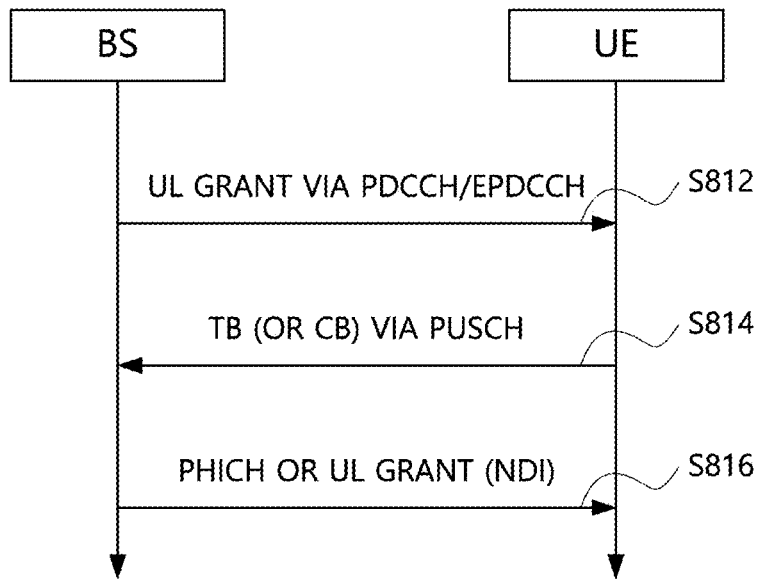 BS
UE
UL GRANT VIA PDCCH/EPDCCH
S812
TB (OR CB) VIA PUSCH
S814
PHICH OR UL GRANT (NDI)
S816